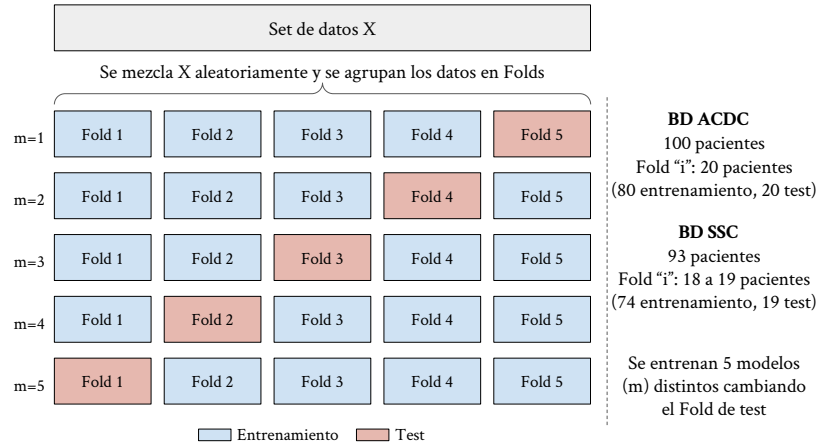 Set de datos X
Se mezcla X aleatoriamente y se agrupan los datos en Folds
m=1 Fold 1 Fold 2 Fold 3 Fold 4 Fold 5
m=2 Fold 1 Fold 2 Fold 3 Fold 4 Fold 5
m=3 Fold 1 Fold 2 Fold 3 Fold 4 Fold 5
m=4 Fold 1 Fold 2 Fold 3 Fold 4 Fold 5
m=5 Fold 1 Fold 2 Fold 3 Fold 4 Fold 5
Entrenamiento Test
BD ACDC
100 pacientes
Fold “i”: 20 pacientes
(80 entrenamiento, 20 test)
BD SSC
93 pacientes
Fold “i”: 18 a 19 pacientes
(74 entrenamiento, 19 test)
Se entrenan 5 modelos
(m) distintos cambiando
el Fold de test